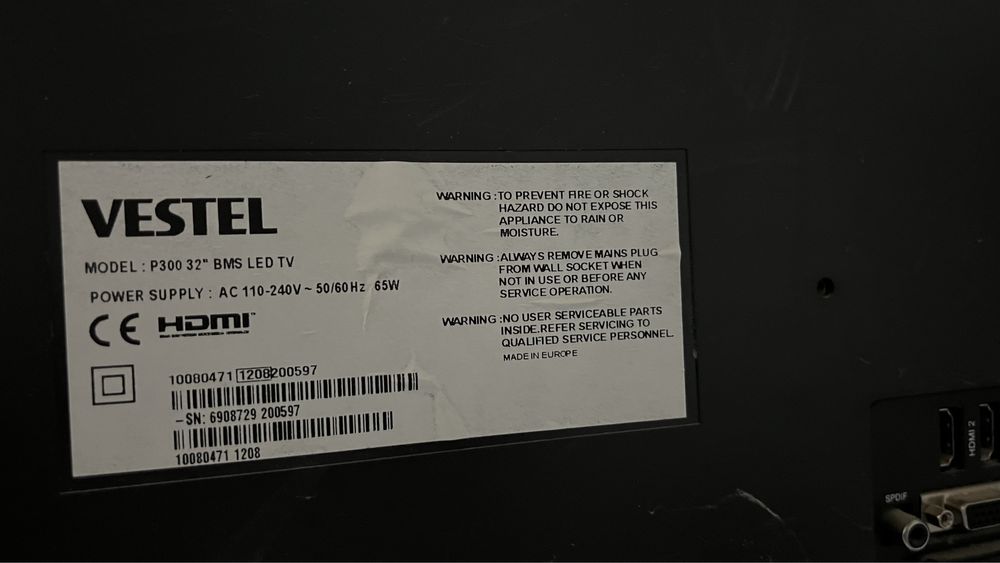 VESTEL
MODEL : P300 32" BMS LED TV
POWER SUPPLY : AC 110-240V ~ 50/60Hz 65W
CE HDMI™
10080471 1208 200597
-SN: 6908729 200597
10080471 1208
WARNING :TO PREVENT FIRE OR SHOCK
HAZARD DO NOT EXPOSE THIS
APPLIANCE TO RAIN OR
MOISTURE.
WARNING :ALWAYS REMOVE MAINS PLUG
FROM WALL SOCKET WHEN
NOT IN USE OR BEFORE ANY
SERVICE OPERATION.
WARNING :NO USER SERVICEABLE PARTS
INSIDE.REFER SERVICING TO
QUALIFIED SERVICE PERSONNEL.
MADE IN EUROPE
HDMI 2
SPDIF